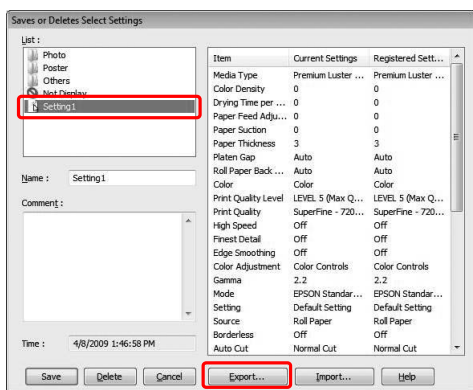 Saves or Deletes Select Settings
List :
Photo
Poster
Others
Not Display
Setting1
Name : Setting1
Comment :
Time : 4/8/2009 1:46:58 PM
Item Current Settings Registered Sett...
Media Type Premium Luster ... Premium Luster ...
Color Density 0 0
Drying Time per ... 0 0
Paper Feed Adju... 0 0
Paper Suction 0 0
Paper Thickness 3 3
Platen Gap Auto Auto
Roll Paper Back ... Auto Auto
Color Color Color
Print Quality Level LEVEL 5 (Max Q... LEVEL 5 (Max Q...
Print Quality SuperFine - 720... SuperFine - 720...
High Speed Off Off
Finest Detail Off Off
Edge Smoothing Off Off
Color Adjustment Color Controls Color Controls
Gamma 2.2 2.2
Mode EPSON Standar... EPSON Standar...
Setting Default Setting Default Setting
Source Roll Paper Roll Paper
Borderless Off Off
Auto Cut Normal Cut Normal Cut
Save Delete Cancel Export... Import... Help